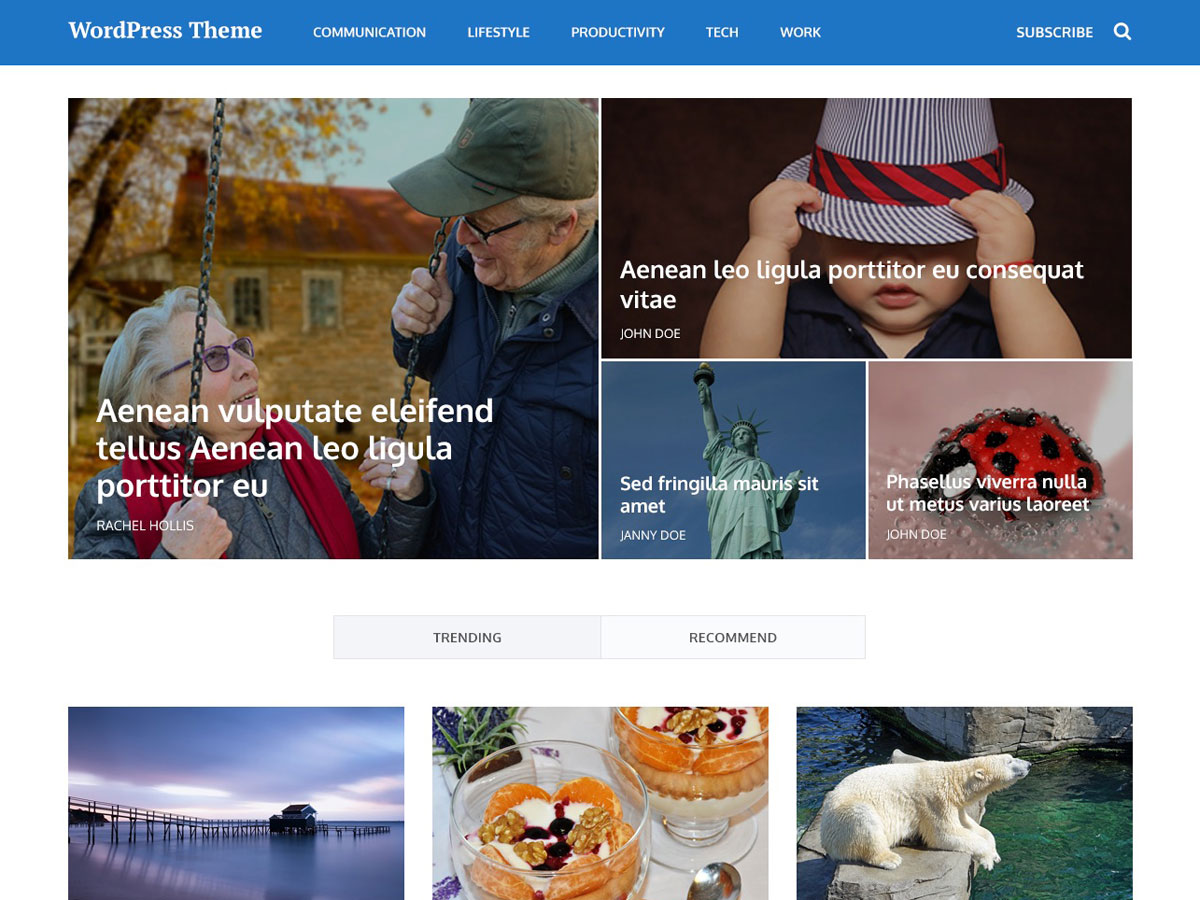 WordPress Theme
COMMUNICATION
LIFESTYLE
PRODUCTIVITY
TECH
WORK
SUBSCRIBE
Aenean vulputate eleifend
tellus Aenean leo ligula
porttitor eu
RACHEL HOLLIS
Aenean leo ligula porttitor eu consequat
vitae
JOHN DOE
Sed fringilla mauris sit
amet
JANNY DOE
Phasellus viverra nulla
ut metus varius laoreet
JOHN DOE
TRENDING
RECOMMEND